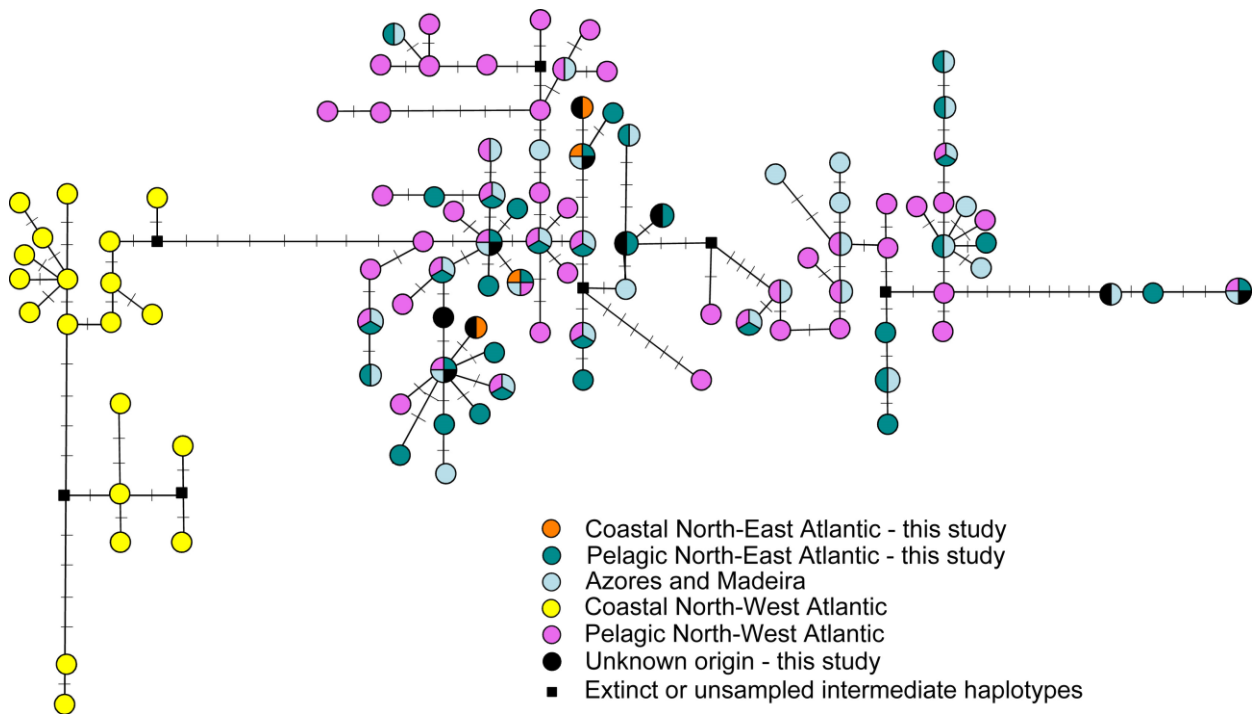 Coastal North-East Atlantic - this study
Pelagic North-East Atlantic - this study
Azores and Madeira
Coastal North-West Atlantic
Pelagic North-West Atlantic
Unknown origin - this study
Extinct or unsampled intermediate haplotypes